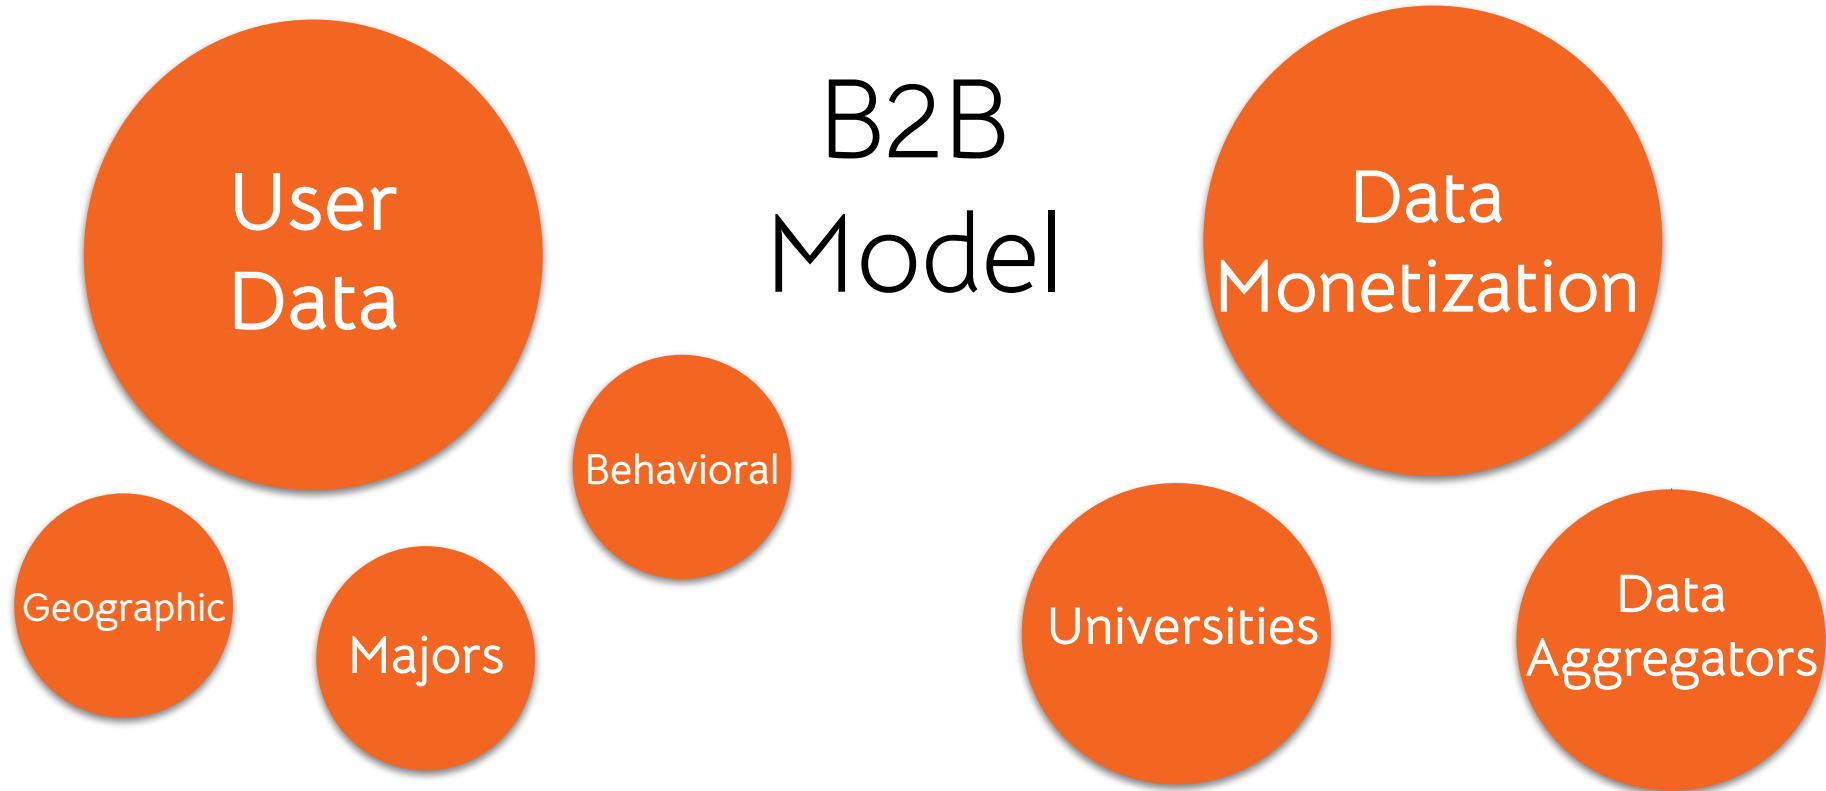 B2B
Model
User
Data
Geographic
Majors
Behavioral
Data
Monetization
Universities
Data
Aggregators